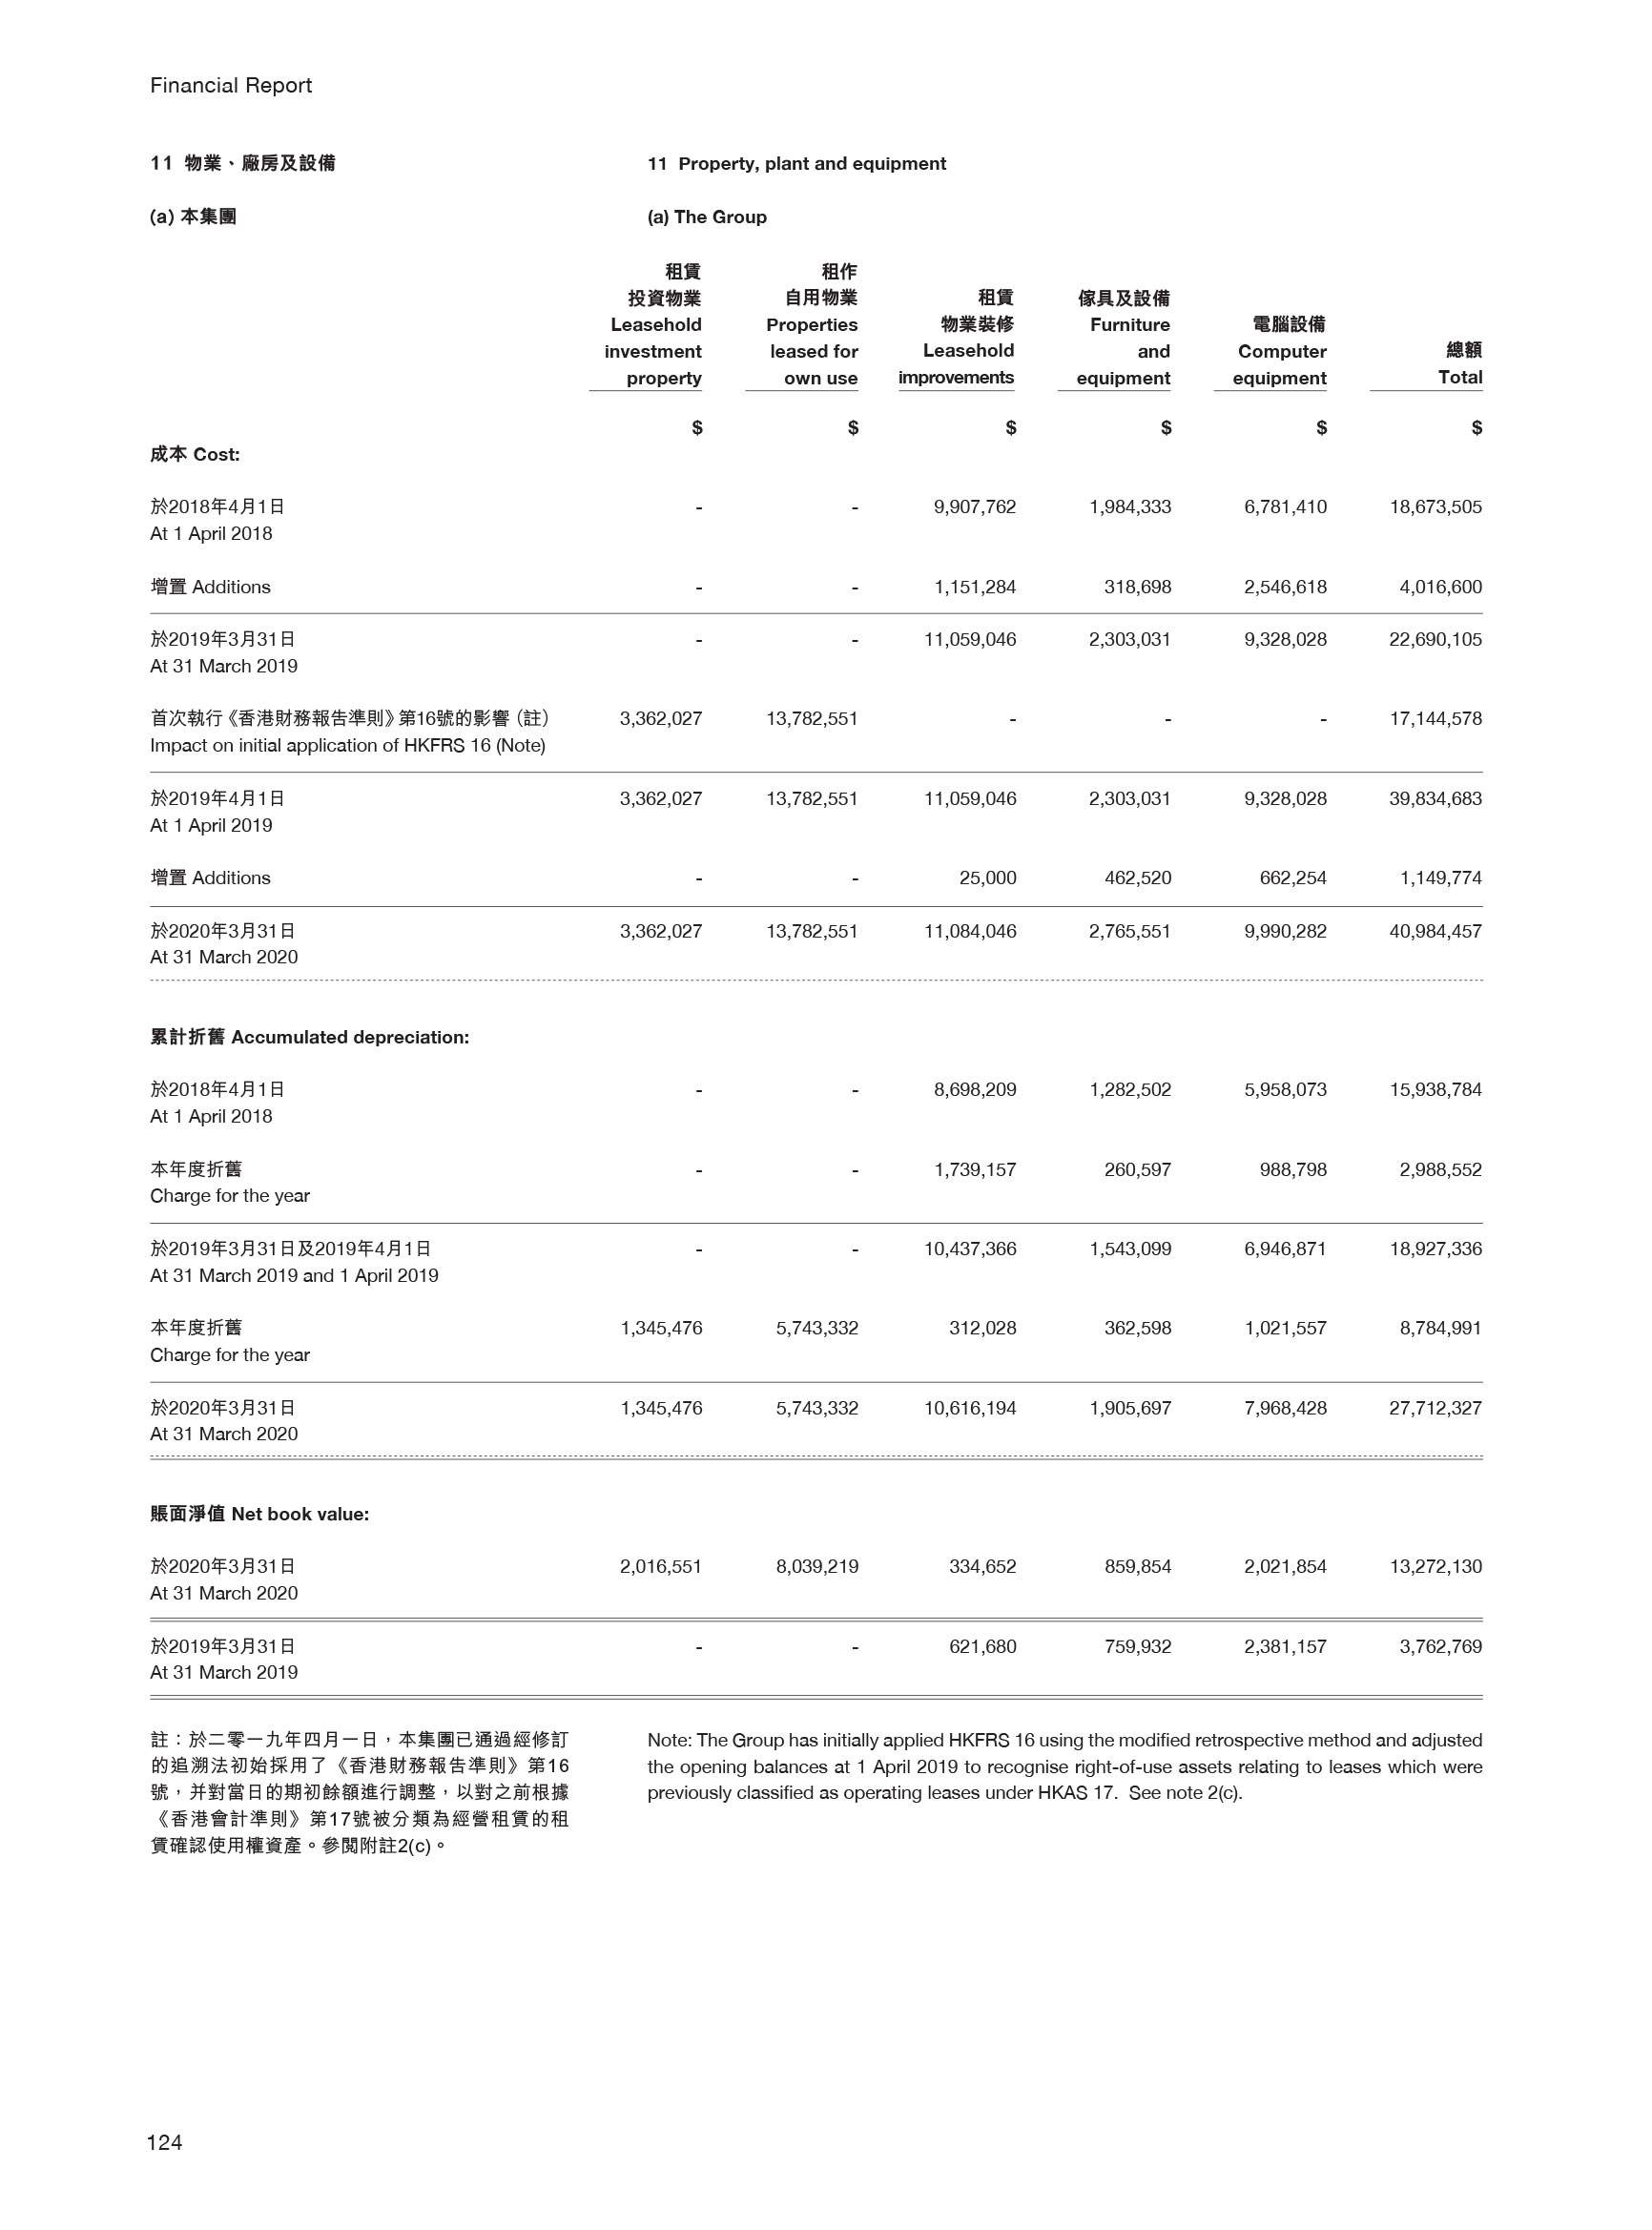 Financial Report
11 物業、廠房及設備
11 Property, plant and equipment
(a) 本集團
(a) The Group
租賃
投資物業
Leasehold
investment
property
租作
自用物業
Properties
leased for
own use
租賃
物業裝修
Leasehold
improvements
傢具及設備
Furniture
and
equipment
電腦設備
Computer
equipment
總額
Total
$ $ $ $ $ $
成本 Cost:
於2018年4月1日 - - 9,907,762 1,984,333 6,781,410 18,673,505
At 1 April 2018
增置 Additions - - 1,151,284 318,698 2,546,618 4,016,600
於2019年3月31日 - - 11,059,046 2,303,031 9,328,028 22,690,105
At 31 March 2019
首次執行《香港財務報告準則》第16號的影響（註） 3,362,027 13,782,551 - - - 17,144,578
Impact on initial application of HKFRS 16 (Note)
於2019年4月1日 3,362,027 13,782,551 11,059,046 2,303,031 9,328,028 39,834,683
At 1 April 2019
增置 Additions - - 25,000 462,520 662,254 1,149,774
於2020年3月31日 3,362,027 13,782,551 11,084,046 2,765,551 9,990,282 40,984,457
At 31 March 2020
累計折舊 Accumulated depreciation:
於2018年4月1日 - - 8,698,209 1,282,502 5,958,073 15,938,784
At 1 April 2018
本年度折舊 - - 1,739,157 260,597 988,798 2,988,552
Charge for the year
於2019年3月31日及2019年4月1日 - - 10,437,366 1,543,099 6,946,871 18,927,336
At 31 March 2019 and 1 April 2019
本年度折舊 1,345,476 5,743,332 312,028 362,598 1,021,557 8,784,991
Charge for the year
於2020年3月31日 1,345,476 5,743,332 10,616,194 1,905,697 7,968,428 27,712,327
At 31 March 2020
賬面淨值 Net book value:
於2020年3月31日 2,016,551 8,039,219 334,652 859,854 2,021,854 13,272,130
At 31 March 2020
於2019年3月31日 - - 621,680 759,932 2,381,157 3,762,769
At 31 March 2019
註：於二零一九年四月一日，本集團已通過經修訂
的追溯法初始採用了《香港財務報告準則》第16
號，并對當日的期初餘額進行調整，以對之前根據
《香港會計準則》第17號被分類為經營租賃的租
賃確認使用權資產。參閱附註2(c)。
Note: The Group has initially applied HKFRS 16 using the modified retrospective method and adjusted
the opening balances at 1 April 2019 to recognise right-of-use assets relating to leases which were
previously classified as operating leases under HKAS 17. See note 2(c).
124